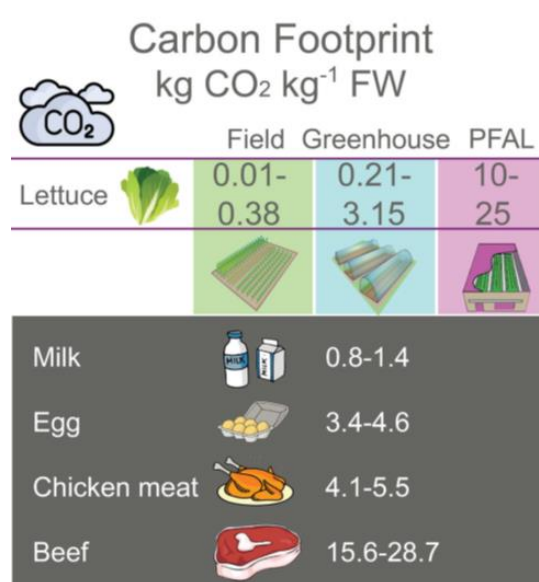 Carbon Footprint
kg CO₂ kg⁻¹ FW
CO₂
Field Greenhouse PFAL
Lettuce 0.01- 0.21- 10-
0.38 3.15 25
Milk MILK MILK 0.8-1.4
Egg 3.4-4.6
Chicken meat 4.1-5.5
Beef 15.6-28.7